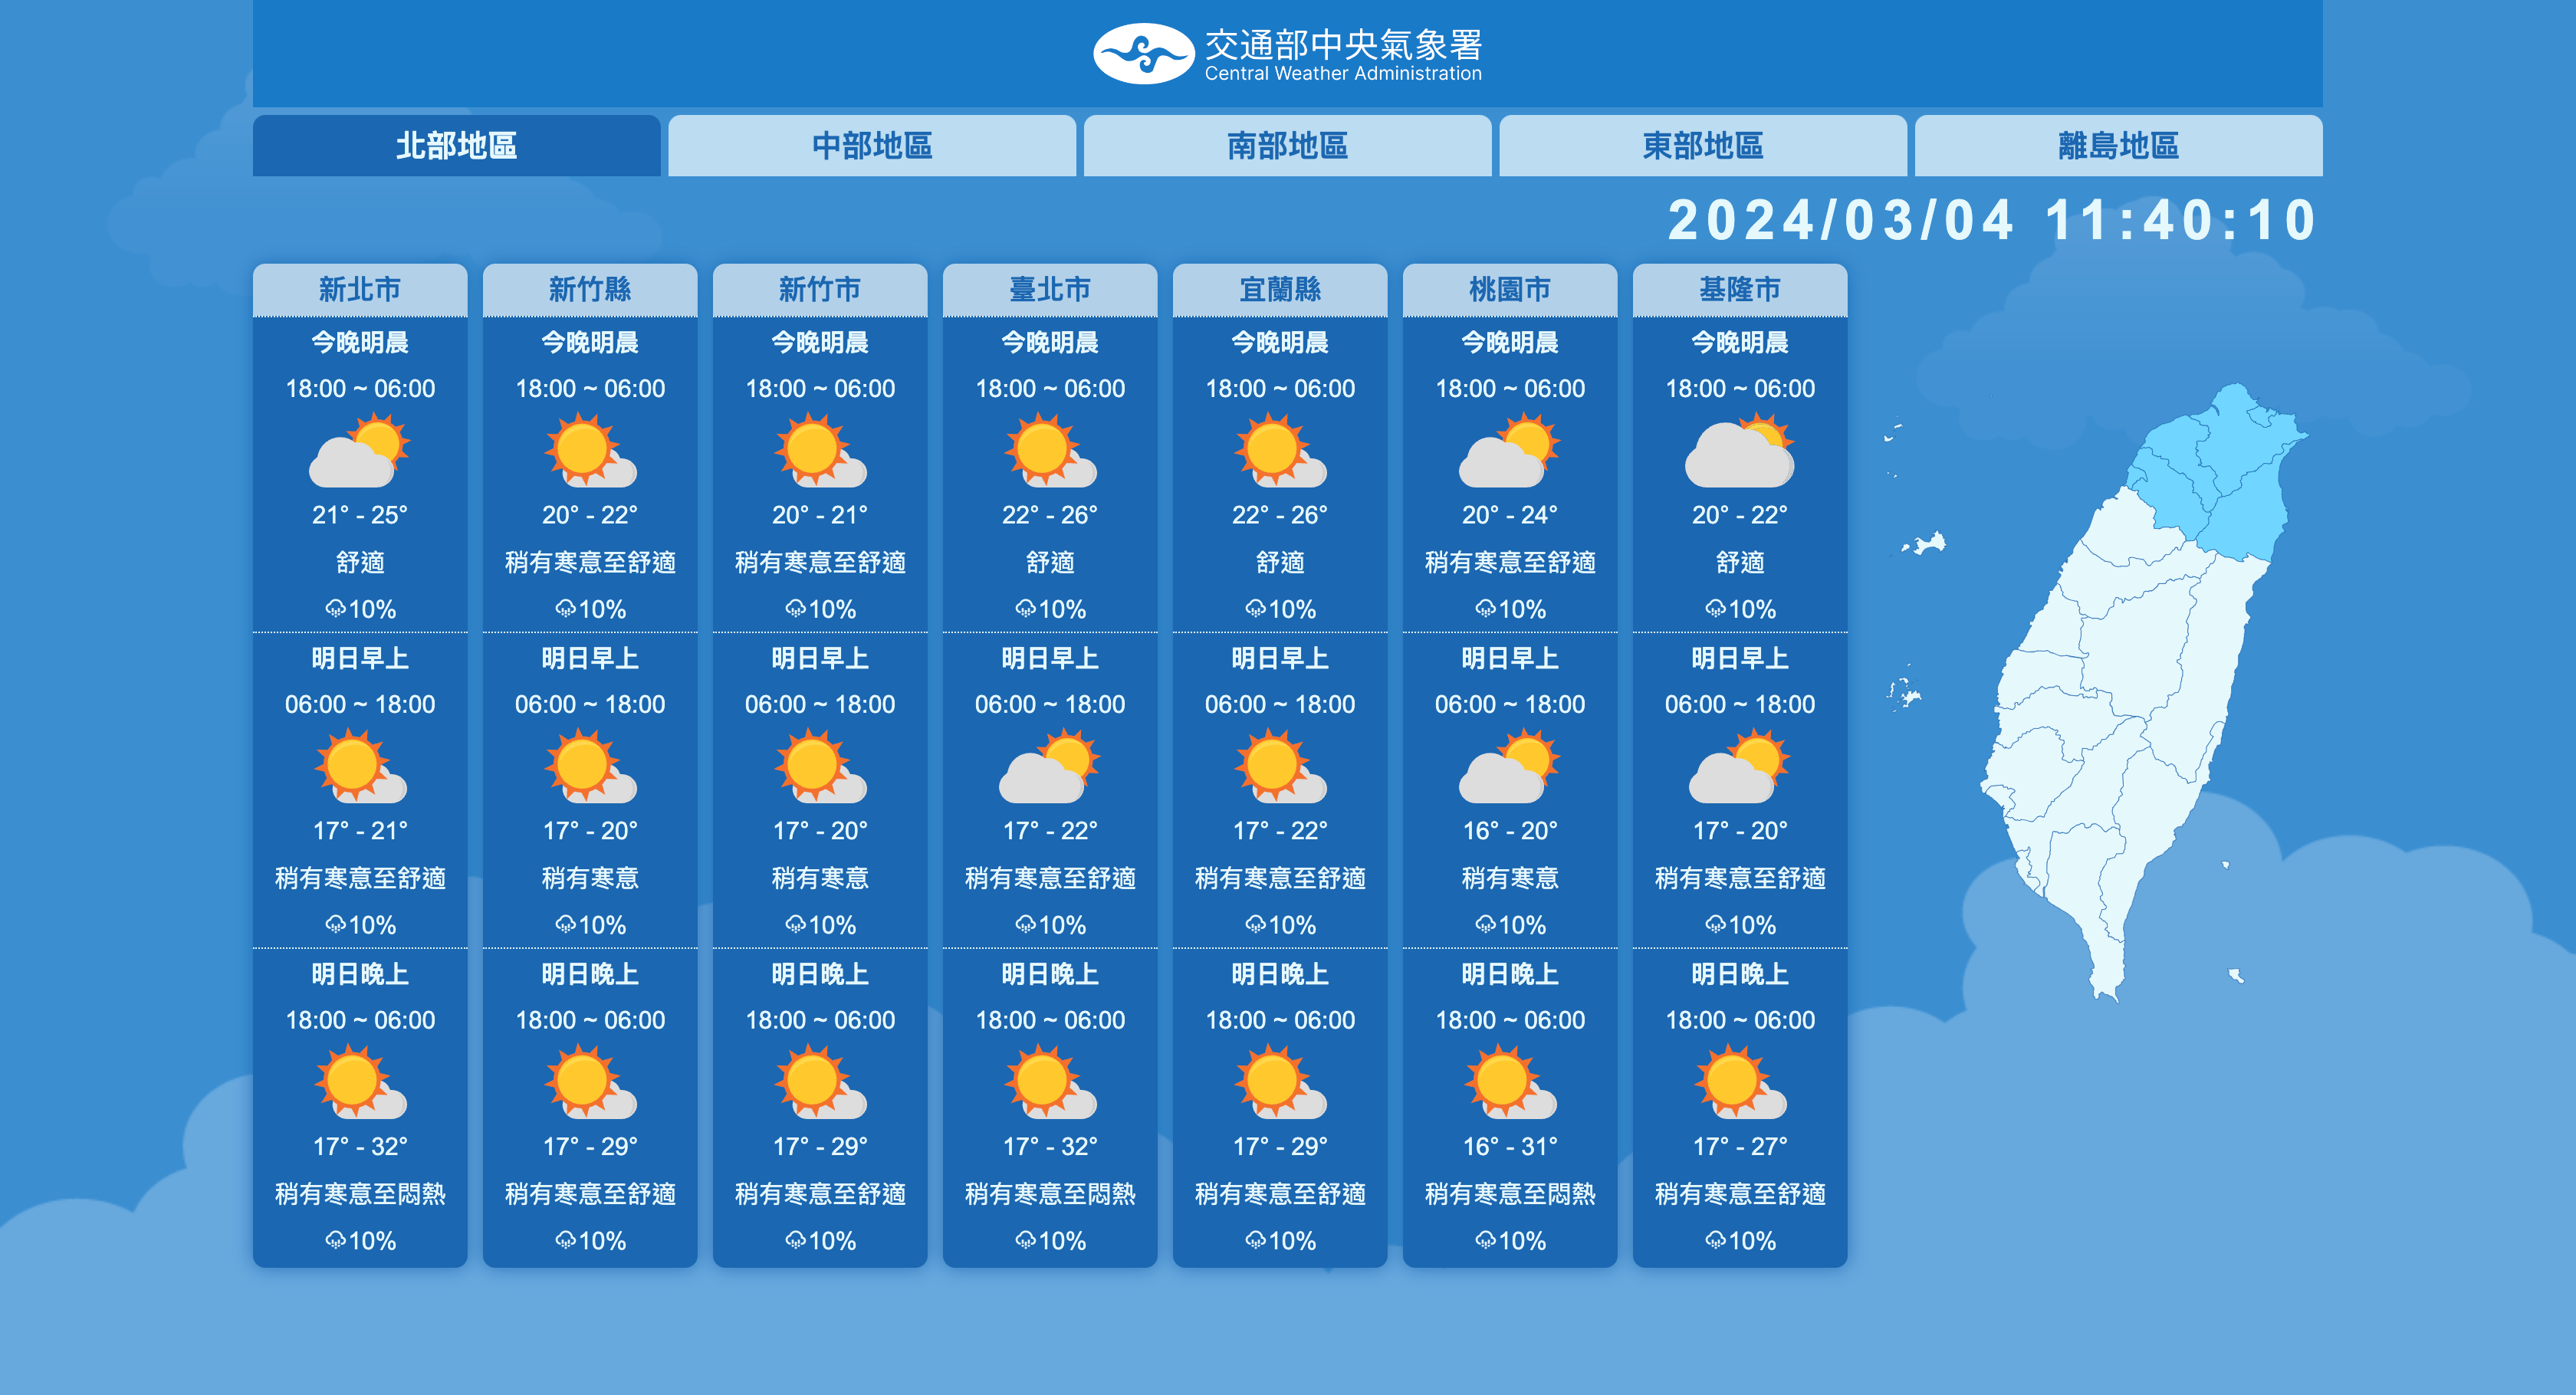 交通部中央氣象署
Central Weather Administration
北部地區
中部地區
南部地區
東部地區
離島地區
2024/03/04 11:40:10
新北市
今晚明晨
18:00 ~ 06:00
21° - 25°
舒適
10%
明日早上
06:00 ~ 18:00
17° - 21°
稍有寒意至舒適
10%
明日晚上
18:00 ~ 06:00
17° - 32°
稍有寒意至悶熱
10%
新竹縣
今晚明晨
18:00 ~ 06:00
20° - 22°
稍有寒意至舒適
10%
明日早上
06:00 ~ 18:00
17° - 20°
稍有寒意
10%
明日晚上
18:00 ~ 06:00
17° - 29°
稍有寒意至舒適
10%
新竹市
今晚明晨
18:00 ~ 06:00
20° - 21°
稍有寒意至舒適
10%
明日早上
06:00 ~ 18:00
17° - 20°
稍有寒意
10%
明日晚上
18:00 ~ 06:00
17° - 29°
稍有寒意至舒適
10%
臺北市
今晚明晨
18:00 ~ 06:00
22° - 26°
舒適
10%
明日早上
06:00 ~ 18:00
17° - 22°
稍有寒意至舒適
10%
明日晚上
18:00 ~ 06:00
17° - 32°
稍有寒意至悶熱
10%
宜蘭縣
今晚明晨
18:00 ~ 06:00
22° - 26°
舒適
10%
明日早上
06:00 ~ 18:00
17° - 22°
稍有寒意至舒適
10%
明日晚上
18:00 ~ 06:00
17° - 29°
稍有寒意至舒適
10%
桃園市
今晚明晨
18:00 ~ 06:00
20° - 24°
稍有寒意至舒適
10%
明日早上
06:00 ~ 18:00
16° - 20°
稍有寒意
10%
明日晚上
18:00 ~ 06:00
16° - 31°
稍有寒意至悶熱
10%
基隆市
今晚明晨
18:00 ~ 06:00
20° - 22°
舒適
10%
明日早上
06:00 ~ 18:00
17° - 20°
稍有寒意至舒適
10%
明日晚上
18:00 ~ 06:00
17° - 27°
稍有寒意至舒適
10%